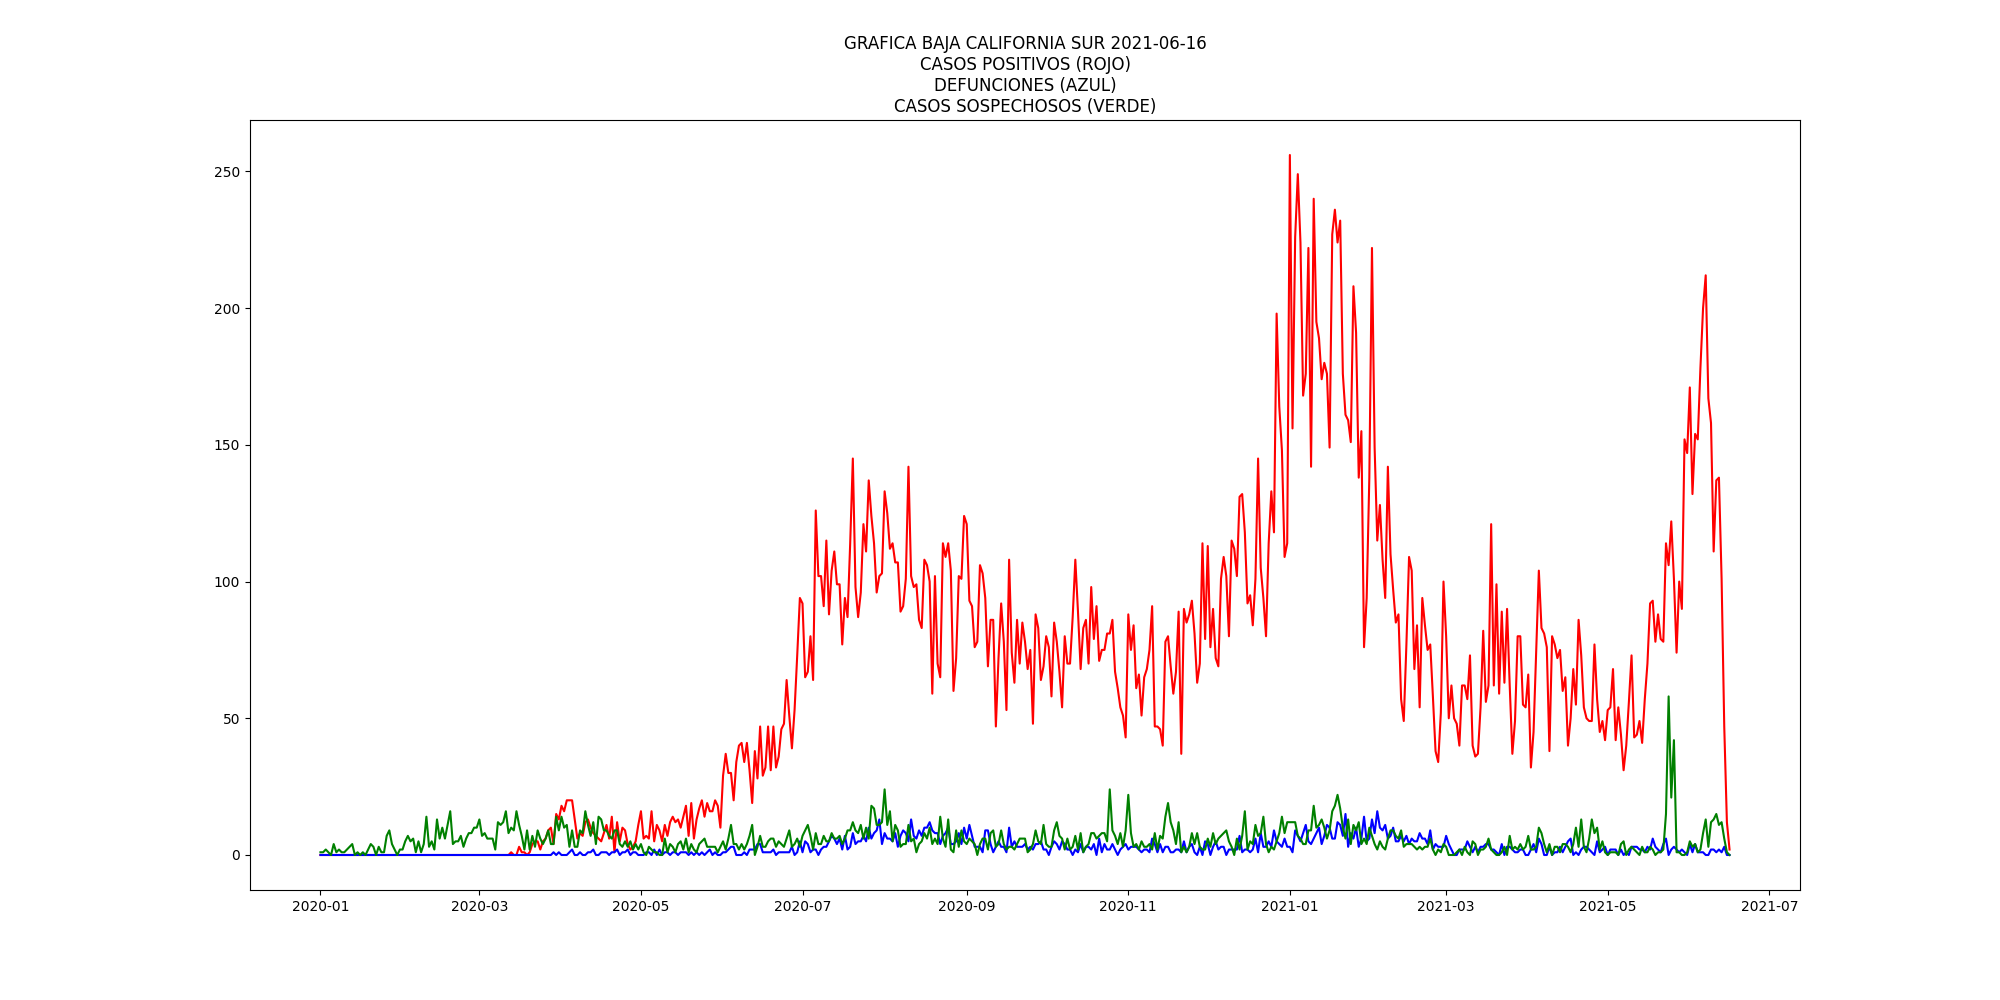 GRAFICA BAJA CALIFORNIA SUR 2021-06-16
CASOS POSITIVOS (ROJO)
DEFUNCIONES (AZUL)
CASOS SOSPECHOSOS (VERDE)
250
200
150
100
50
0
2020-01 2020-03 2020-05 2020-07 2020-09 2020-11 2021-01 2021-03 2021-05 2021-07